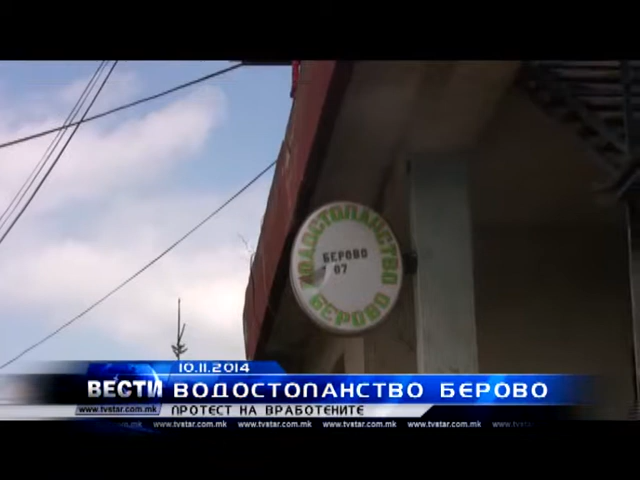 ВОДОСТОПАНСТВО
БЕРОВО
07
БЕРОВО
10.11.2014
ВЕСТИ ВОДОСТОПАНСТВО БЕРОВО
www.tvstar.com.mk ПРОТЕСТ НА ВРАБОТЕНИТЕ
www.tvstar.com.mk www.tvstar.com.mk www.tvstar.com.mk www.tvstar.com.mk